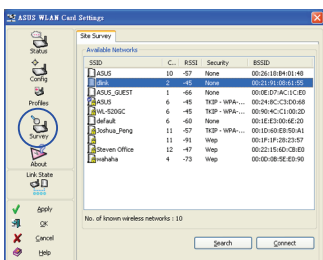 ASUS WLAN Card Settings
Status
Config
Profiles
Survey
About
Link State
Apply
OK
Cancel
Help
Site Survey
Available Networks
SSID C... RSSI Security BSSID
ASUS 10 -57 None 00:26:18:84:01:48
dlink 2 -45 None 00:21:91:08:61:55
ASUS_GUEST 1 -66 None 00:0E:D7:AC:1C:ED
ASUS 6 -45 TKIP - WPA-... 00:24:8C:C3:D0:68
WL-520GC 6 -45 TKIP - WPA-... 00:90:4C:C1:00:2D
default 6 -60 None 00:1E:E3:00:6E:20
Joshua_Peng 11 -57 TKIP - WPA-... 00:1D:60:E8:50:A1
11 -91 Wep 00:1F:1F:28:23:57
Steven Office 12 -47 Wep 00:22:15:6D:CB:E0
wahaha 4 -73 Wep 00:0D:0B:5E:E0:90
No. of known wireless networks : 10
Search Connect